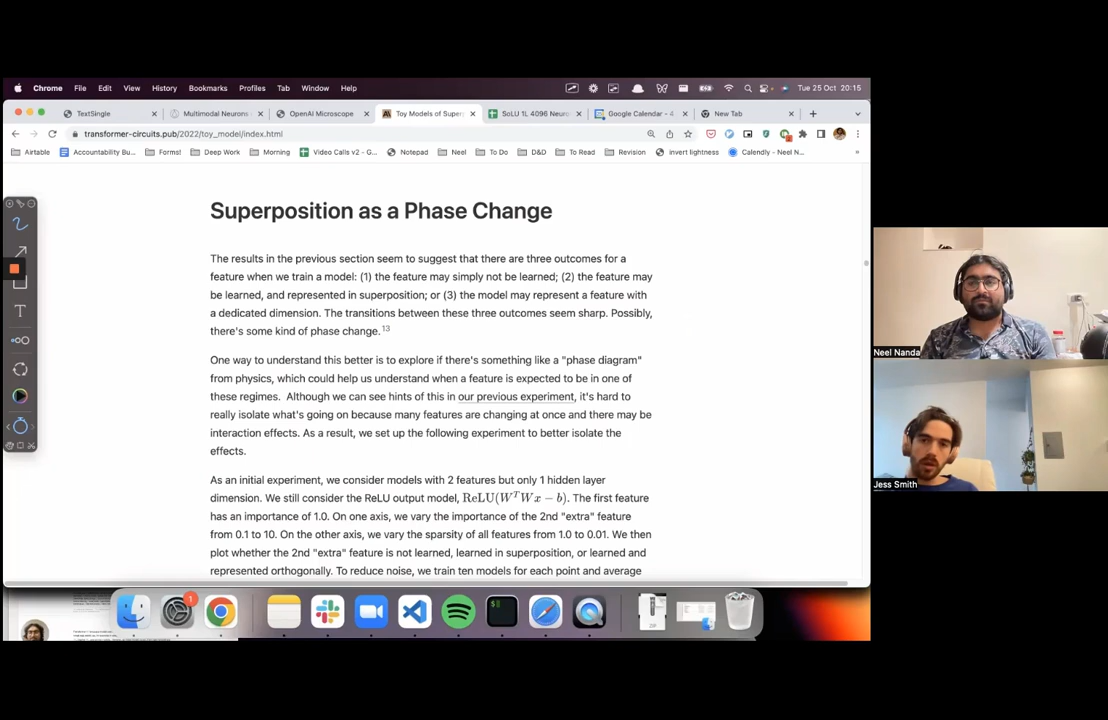 Chrome File Edit View History Bookmarks Profiles Tab Window Help Tue 25 Oct 20:15
TextSingle Multimodal Neurons OpenAI Microscope Toy Models of Super SoLU 1L 4096 Neuro Google Calendar - 4 New Tab
transformer-circuits.pub/2022/toy_model/index.html
Airtable Accountability Bu... Forms! Deep Work Morning Video Calls v2 - G... Notepad Neel To Do D&D To Read Revision invert lightness Calendly - Neel N... »
Superposition as a Phase Change
The results in the previous section seem to suggest that there are three outcomes for a
feature when we train a model: (1) the feature may simply not be learned; (2) the feature may
be learned, and represented in superposition; or (3) the model may represent a feature with
a dedicated dimension. The transitions between these three outcomes seem sharp. Possibly,
there's some kind of phase change.13
One way to understand this better is to explore if there's something like a "phase diagram"
from physics, which could help us understand when a feature is expected to be in one of
these regimes. Although we can see hints of this in our previous experiment, it's hard to
really isolate what's going on because many features are changing at once and there may be
interaction effects. As a result, we set up the following experiment to better isolate the
effects.
As an initial experiment, we consider models with 2 features but only 1 hidden layer
dimension. We still consider the ReLU output model, ReLU(WᵀWx − b). The first feature
has an importance of 1.0. On one axis, we vary the importance of the 2nd "extra" feature
from 0.1 to 10. On the other axis, we vary the sparsity of all features from 1.0 to 0.01. We then
plot whether the 2nd "extra" feature is not learned, learned in superposition, or learned and
represented orthogonally. To reduce noise, we train ten models for each point and average
T
Neel Nanda
Jess Smith
1
ZIP